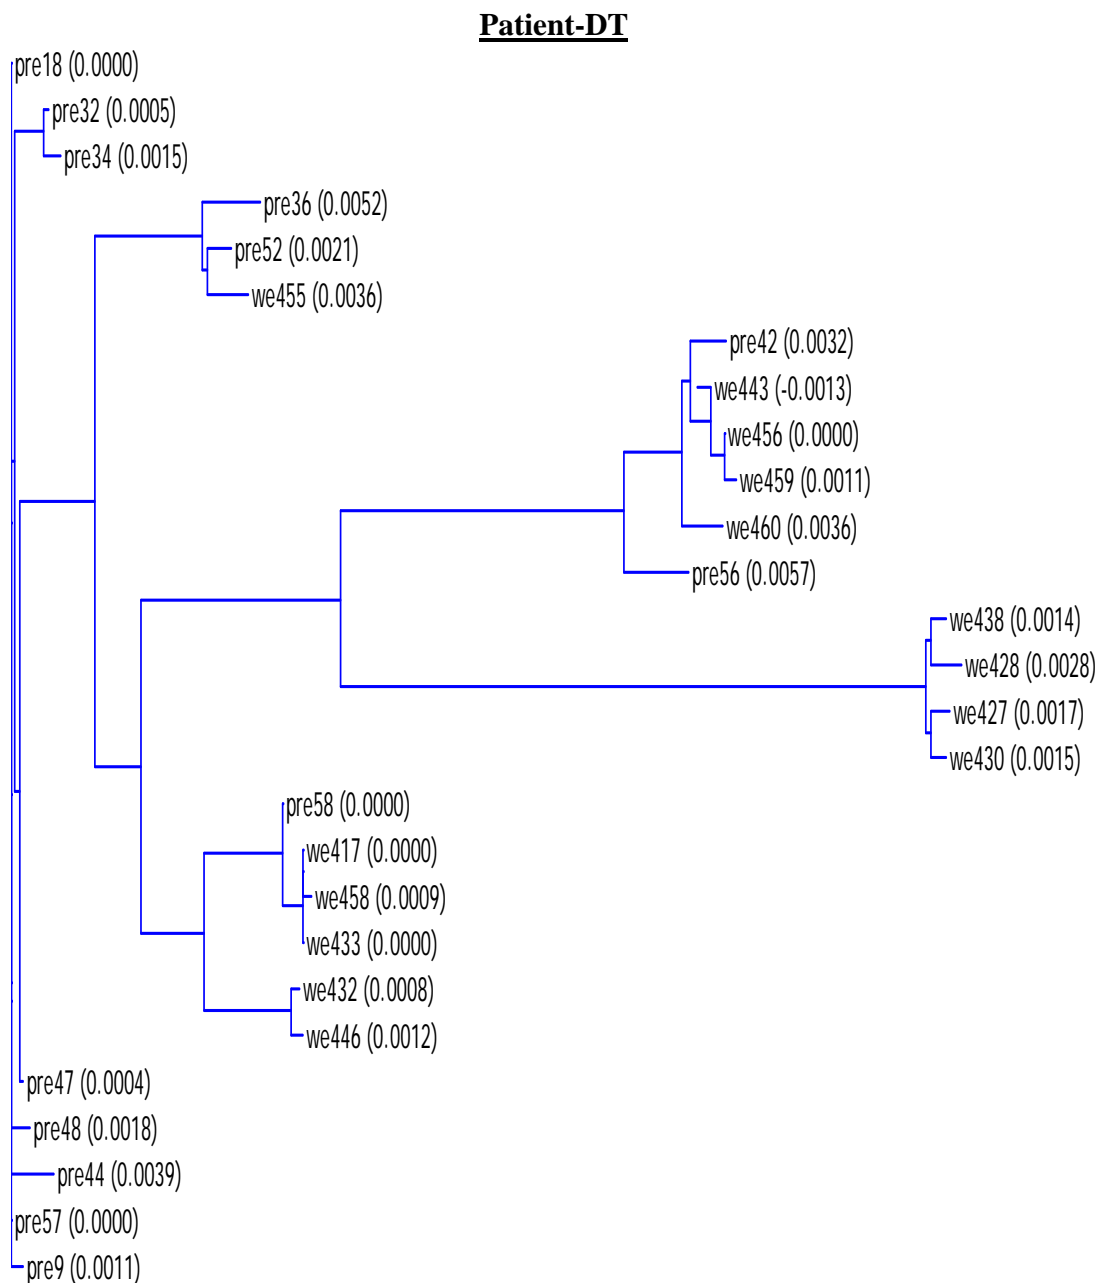 Patient-DT
pre18 (0.0000)
pre32 (0.0005)
pre34 (0.0015)
pre36 (0.0052)
pre52 (0.0021)
we455 (0.0036)
pre42 (0.0032)
we443 (-0.0013)
we456 (0.0000)
we459 (0.0011)
we460 (0.0036)
pre56 (0.0057)
we438 (0.0014)
we428 (0.0028)
we427 (0.0017)
we430 (0.0015)
pre58 (0.0000)
we417 (0.0000)
we458 (0.0009)
we433 (0.0000)
we432 (0.0008)
we446 (0.0012)
pre47 (0.0004)
pre48 (0.0018)
pre44 (0.0039)
pre57 (0.0000)
pre9 (0.0011)